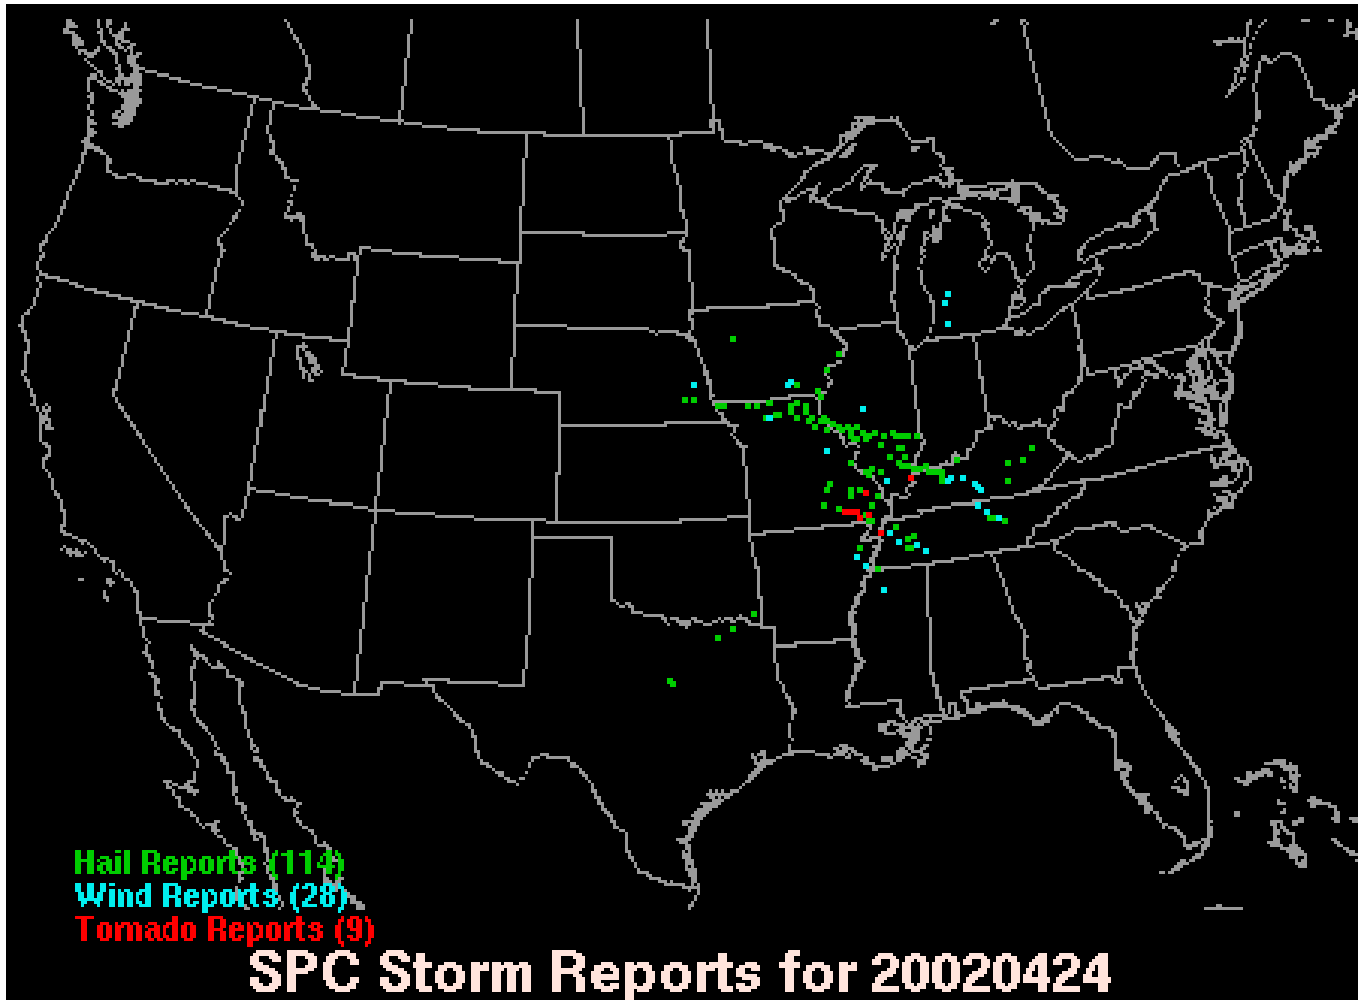 Hail Reports (114)
Wind Reports (28)
Tornado Reports (9)
SPC Storm Reports for 20020424